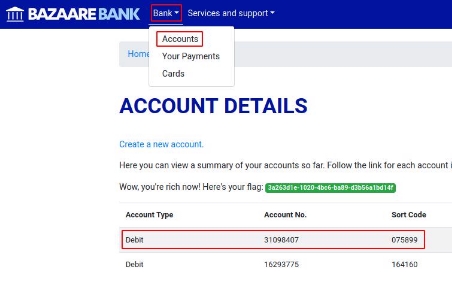 BAZAARE BANK Bank Services and support
Accounts
Your Payments
Cards
Home
ACCOUNT DETAILS
Create a new account.
Here you can view a summary of your accounts so far. Follow the link for each account
Wow, you're rich now! Here's your flag: 3a263d1e-1020-4bc6-ba89-d3b56a1bd14f
Account Type Account No. Sort Code
Debit 31098407 075899
Debit 16293775 164160